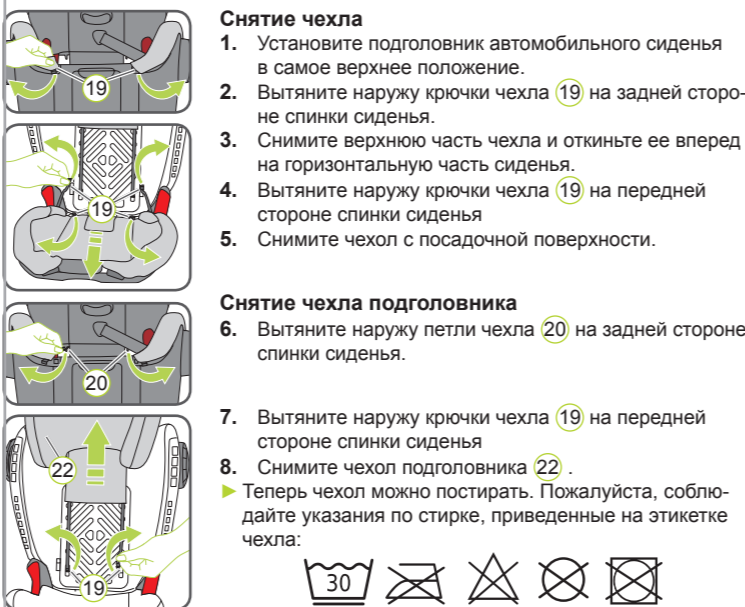 Снятие чехла
1. Установите подголовник автомобильного сиденья
в самое верхнее положение.
2. Вытяните наружу крючки чехла 19 на задней сторо-
не спинки сиденья.
3. Снимите верхнюю часть чехла и откиньте ее вперед
на горизонтальную часть сиденья.
4. Вытяните наружу крючки чехла 19 на передней
стороне спинки сиденья
5. Снимите чехол с посадочной поверхности.
Снятие чехла подголовника
6. Вытяните наружу петли чехла 20 на задней стороне
спинки сиденья.
7. Вытяните наружу крючки чехла 19 на передней
стороне спинки сиденья
8. Снимите чехол подголовника 22 .
► Теперь чехол можно постирать. Пожалуйста, соблю-
дайте указания по стирке, приведенные на этикетке
чехла:
30
19
19
20
22
19